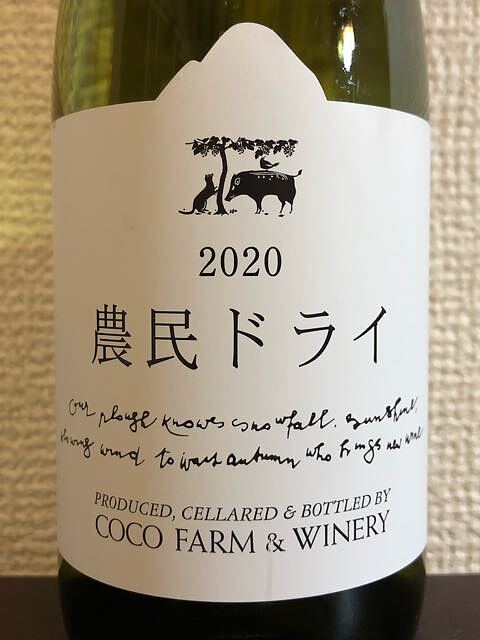 2020
農民ドライ
Our plough knows snowfall. sunshine,
blowing wind to wait autumn who brings new wine
PRODUCED, CELLARED & BOTTLED BY
COCO FARM & WINERY